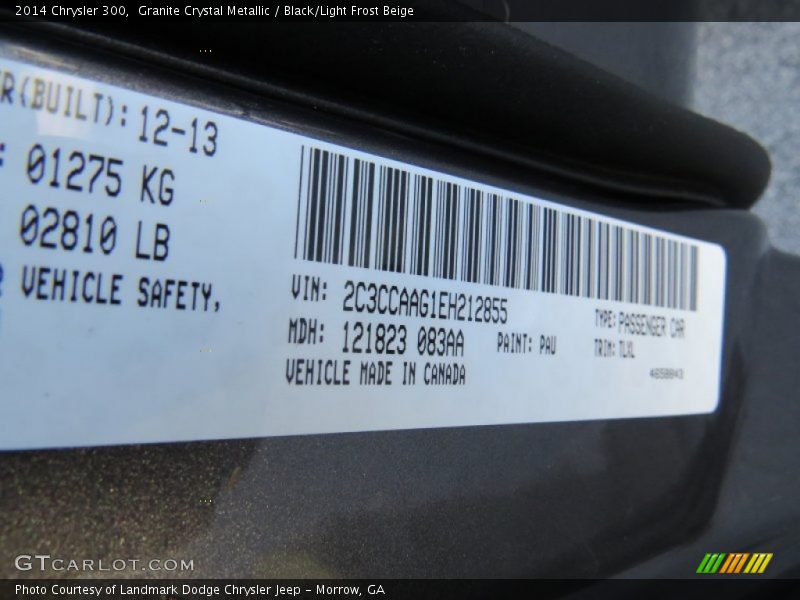 2014 Chrysler 300,  Granite Crystal Metallic / Black/Light Frost Beige
R(BUILT): 12-13
: 01275 KG
02810 LB
VEHICLE SAFETY,
VIN: 2C3CCAAG1EH212855
TYPE: PASSENGER CAR
MDH: 121823 083AA
PAINT: PAU
TRIM: TLXL
VEHICLE MADE IN CANADA
4658843
GTCARLOT.COM
Photo Courtesy of Landmark Dodge Chrysler Jeep - Morrow, GA